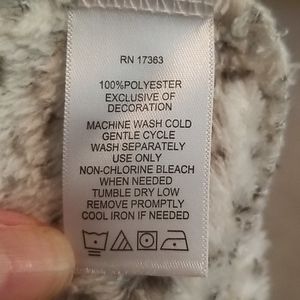 RN 17363
100%POLYESTER
EXCLUSIVE OF
DECORATION
MACHINE WASH COLD
GENTLE CYCLE
WASH SEPARATELY
USE ONLY
NON-CHLORINE BLEACH
WHEN NEEDED
TUMBLE DRY LOW
REMOVE PROMPTLY
COOL IRON IF NEEDED